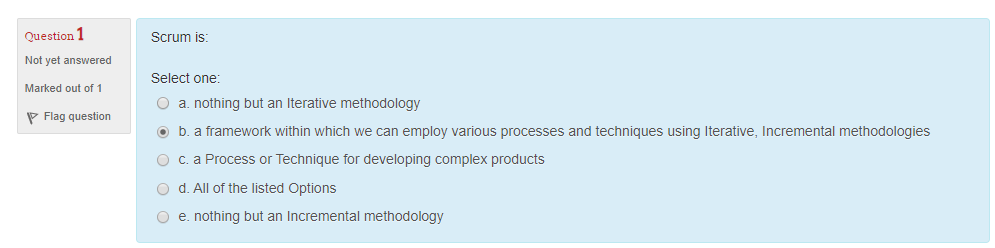 Question 1
Not yet answered
Marked out of 1
Flag question
Scrum is:
Select one:
a. nothing but an Iterative methodology
b. a framework within which we can employ various processes and techniques using Iterative, Incremental methodologies
c. a Process or Technique for developing complex products
d. All of the listed Options
e. nothing but an Incremental methodology